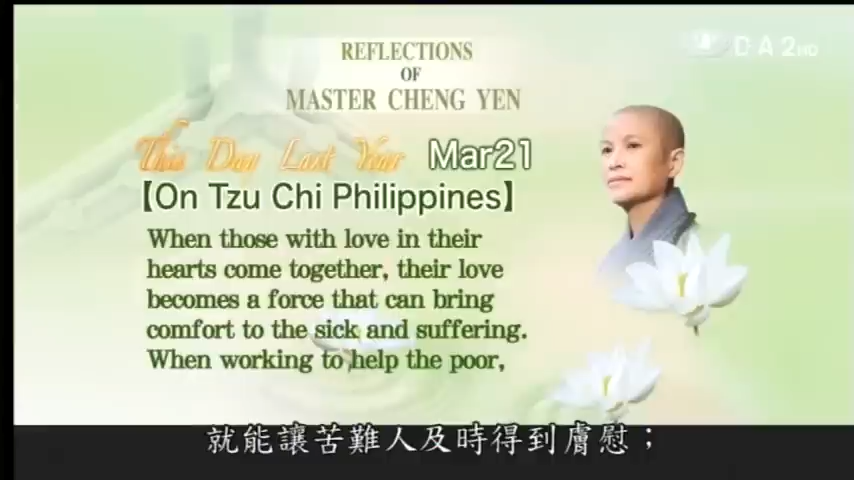 REFLECTIONS
OF
MASTER CHENG YEN
DA2HD
This Day Last Year Mar21
【On Tzu Chi Philippines】
When those with love in their
hearts come together, their love
becomes a force that can bring
comfort to the sick and suffering.
When working to help the poor,
就能讓苦難人及時得到膚慰；